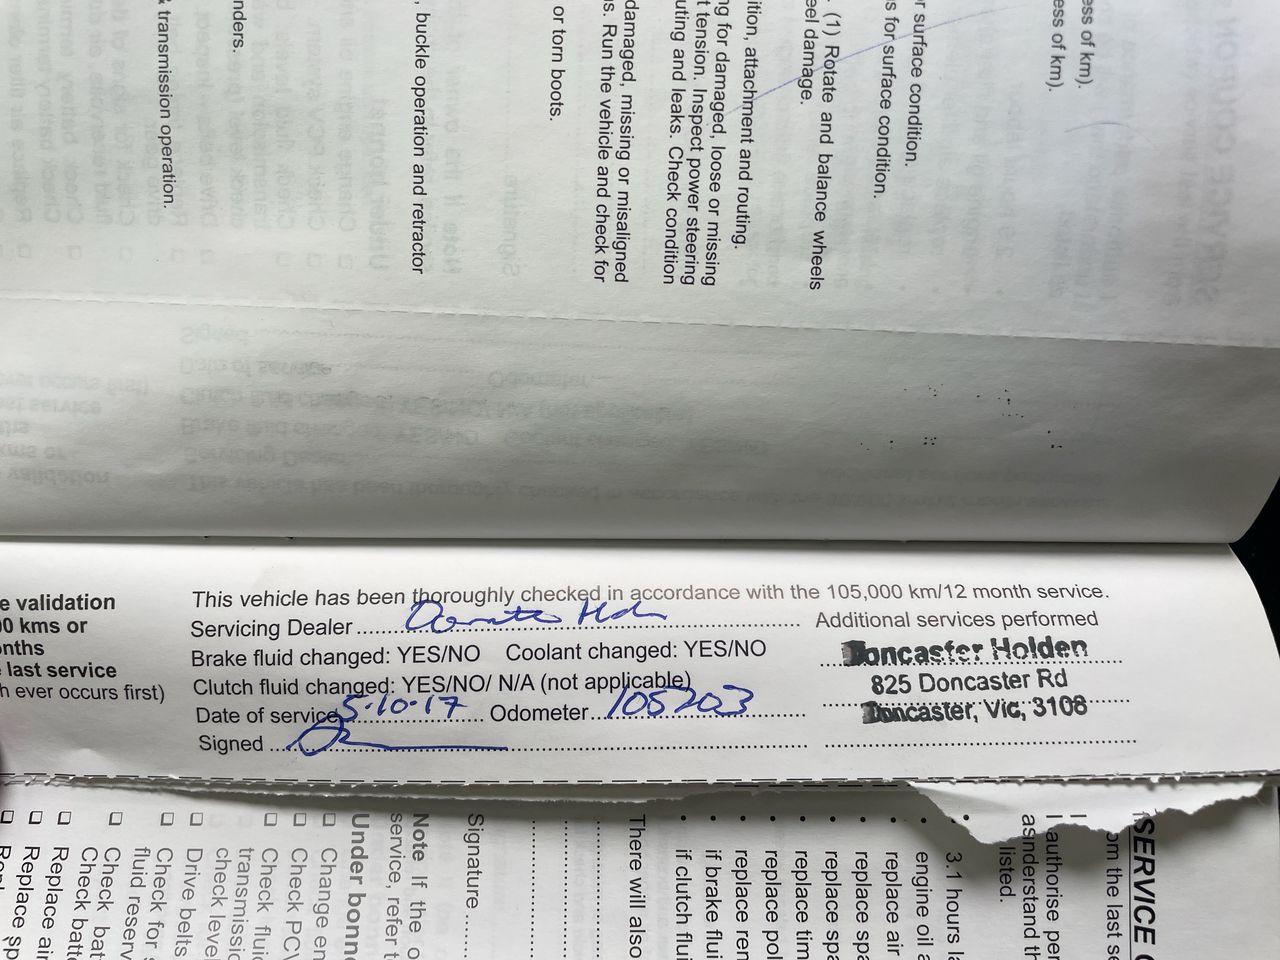 ess of km).
ess of km).
r surface condition.
s for surface condition.
. (1) Rotate and balance wheels
eel damage.
ition, attachment and routing.
ng for damaged, loose or missing
t tension. Inspect power steering
uting and leaks. Check condition
damaged, missing or misaligned
s. Run the vehicle and check for
or torn boots.
, buckle operation and retractor
nders.
& transmission operation.
e validation
00 kms or
onths
last service
h ever occurs first)
This vehicle has been thoroughly checked in accordance with the 105,000 km/12 month service.
Servicing Dealer
Additional services performed
Brake fluid changed: YES/NO Coolant changed: YES/NO
Clutch fluid changed: YES/NO/ N/A (not applicable)
Date of service 5.10.17 Odometer 105203
Signed
Doncaster Holden
825 Doncaster Rd
Doncaster, Vic, 3108
SERVICE
om the last se
I authorise per
understand th
listed.
• 3.1 hours la
engine oil a
• replace air
• replace spa
• replace spa
• replace tim
• replace pol
• replace ren
• if brake flui
• if clutch flui
There will also
Signature
Note If the o
service, refer t
Under bonn
Change en
Check PC
Check fluid
transmissi
check level
Drive belts
Check for
fluid reserv
Check bat
Check batt
Replace air
Replace sp